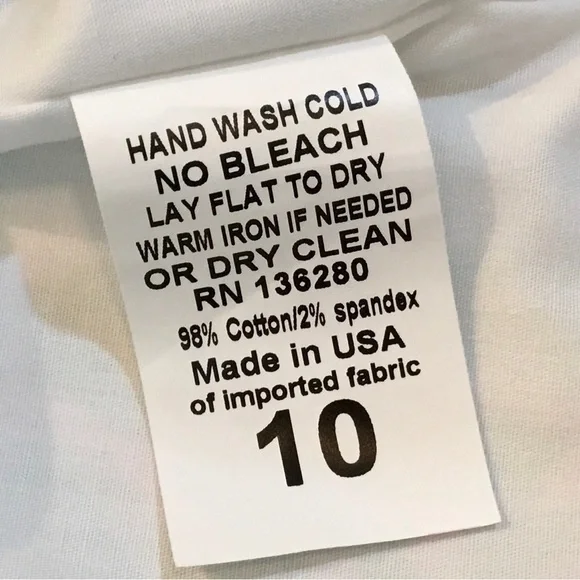 HAND WASH COLD
NO BLEACH
LAY FLAT TO DRY
WARM IRON IF NEEDED
OR DRY CLEAN
RN 136280
98% Cotton/2% spandex
Made in USA
of imported fabric
10